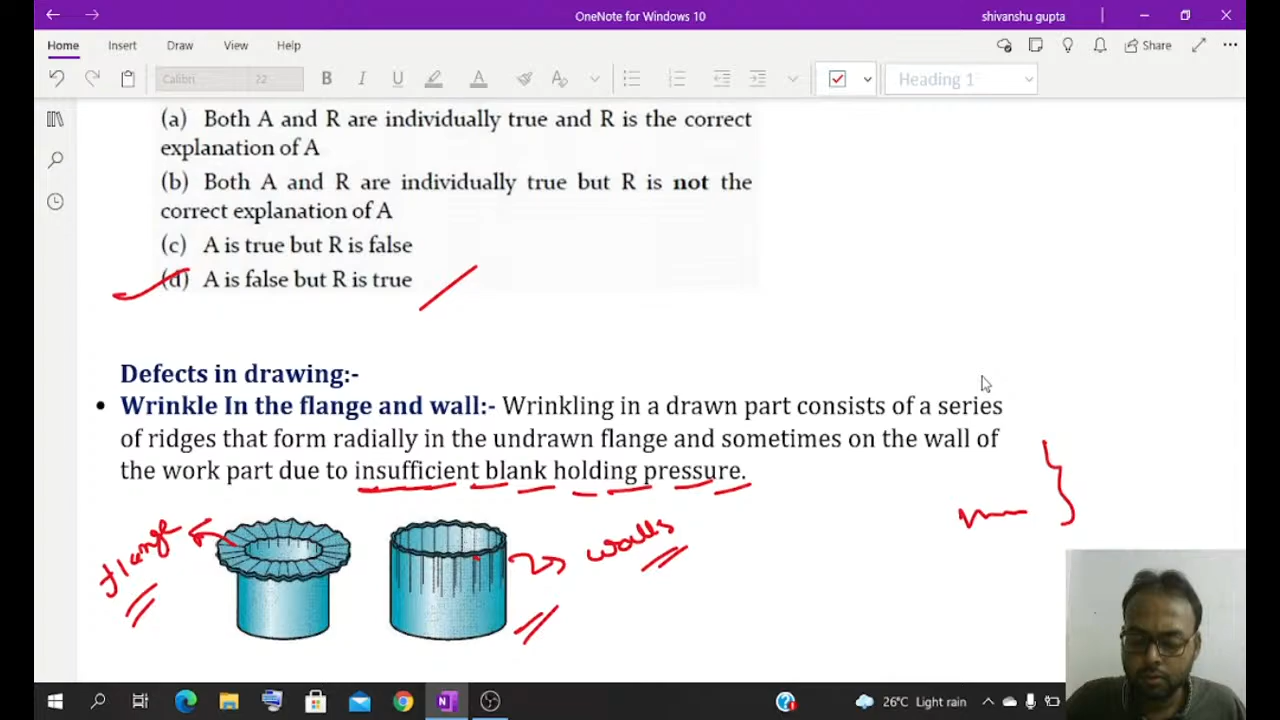 OneNote for Windows 10
shivanshu gupta
Home Insert Draw View Help
Share
Calibri 22 B I U A A Heading 1
(a) Both A and R are individually true and R is the correct
explanation of A
(b) Both A and R are individually true but R is not the
correct explanation of A
(c) A is true but R is false
(d) A is false but R is true
Defects in drawing:-
• Wrinkle In the flange and wall:- Wrinkling in a drawn part consists of a series
of ridges that form radially in the undrawn flange and sometimes on the wall of
the work part due to insufficient blank holding pressure.
flange
walls
26°C Light rain